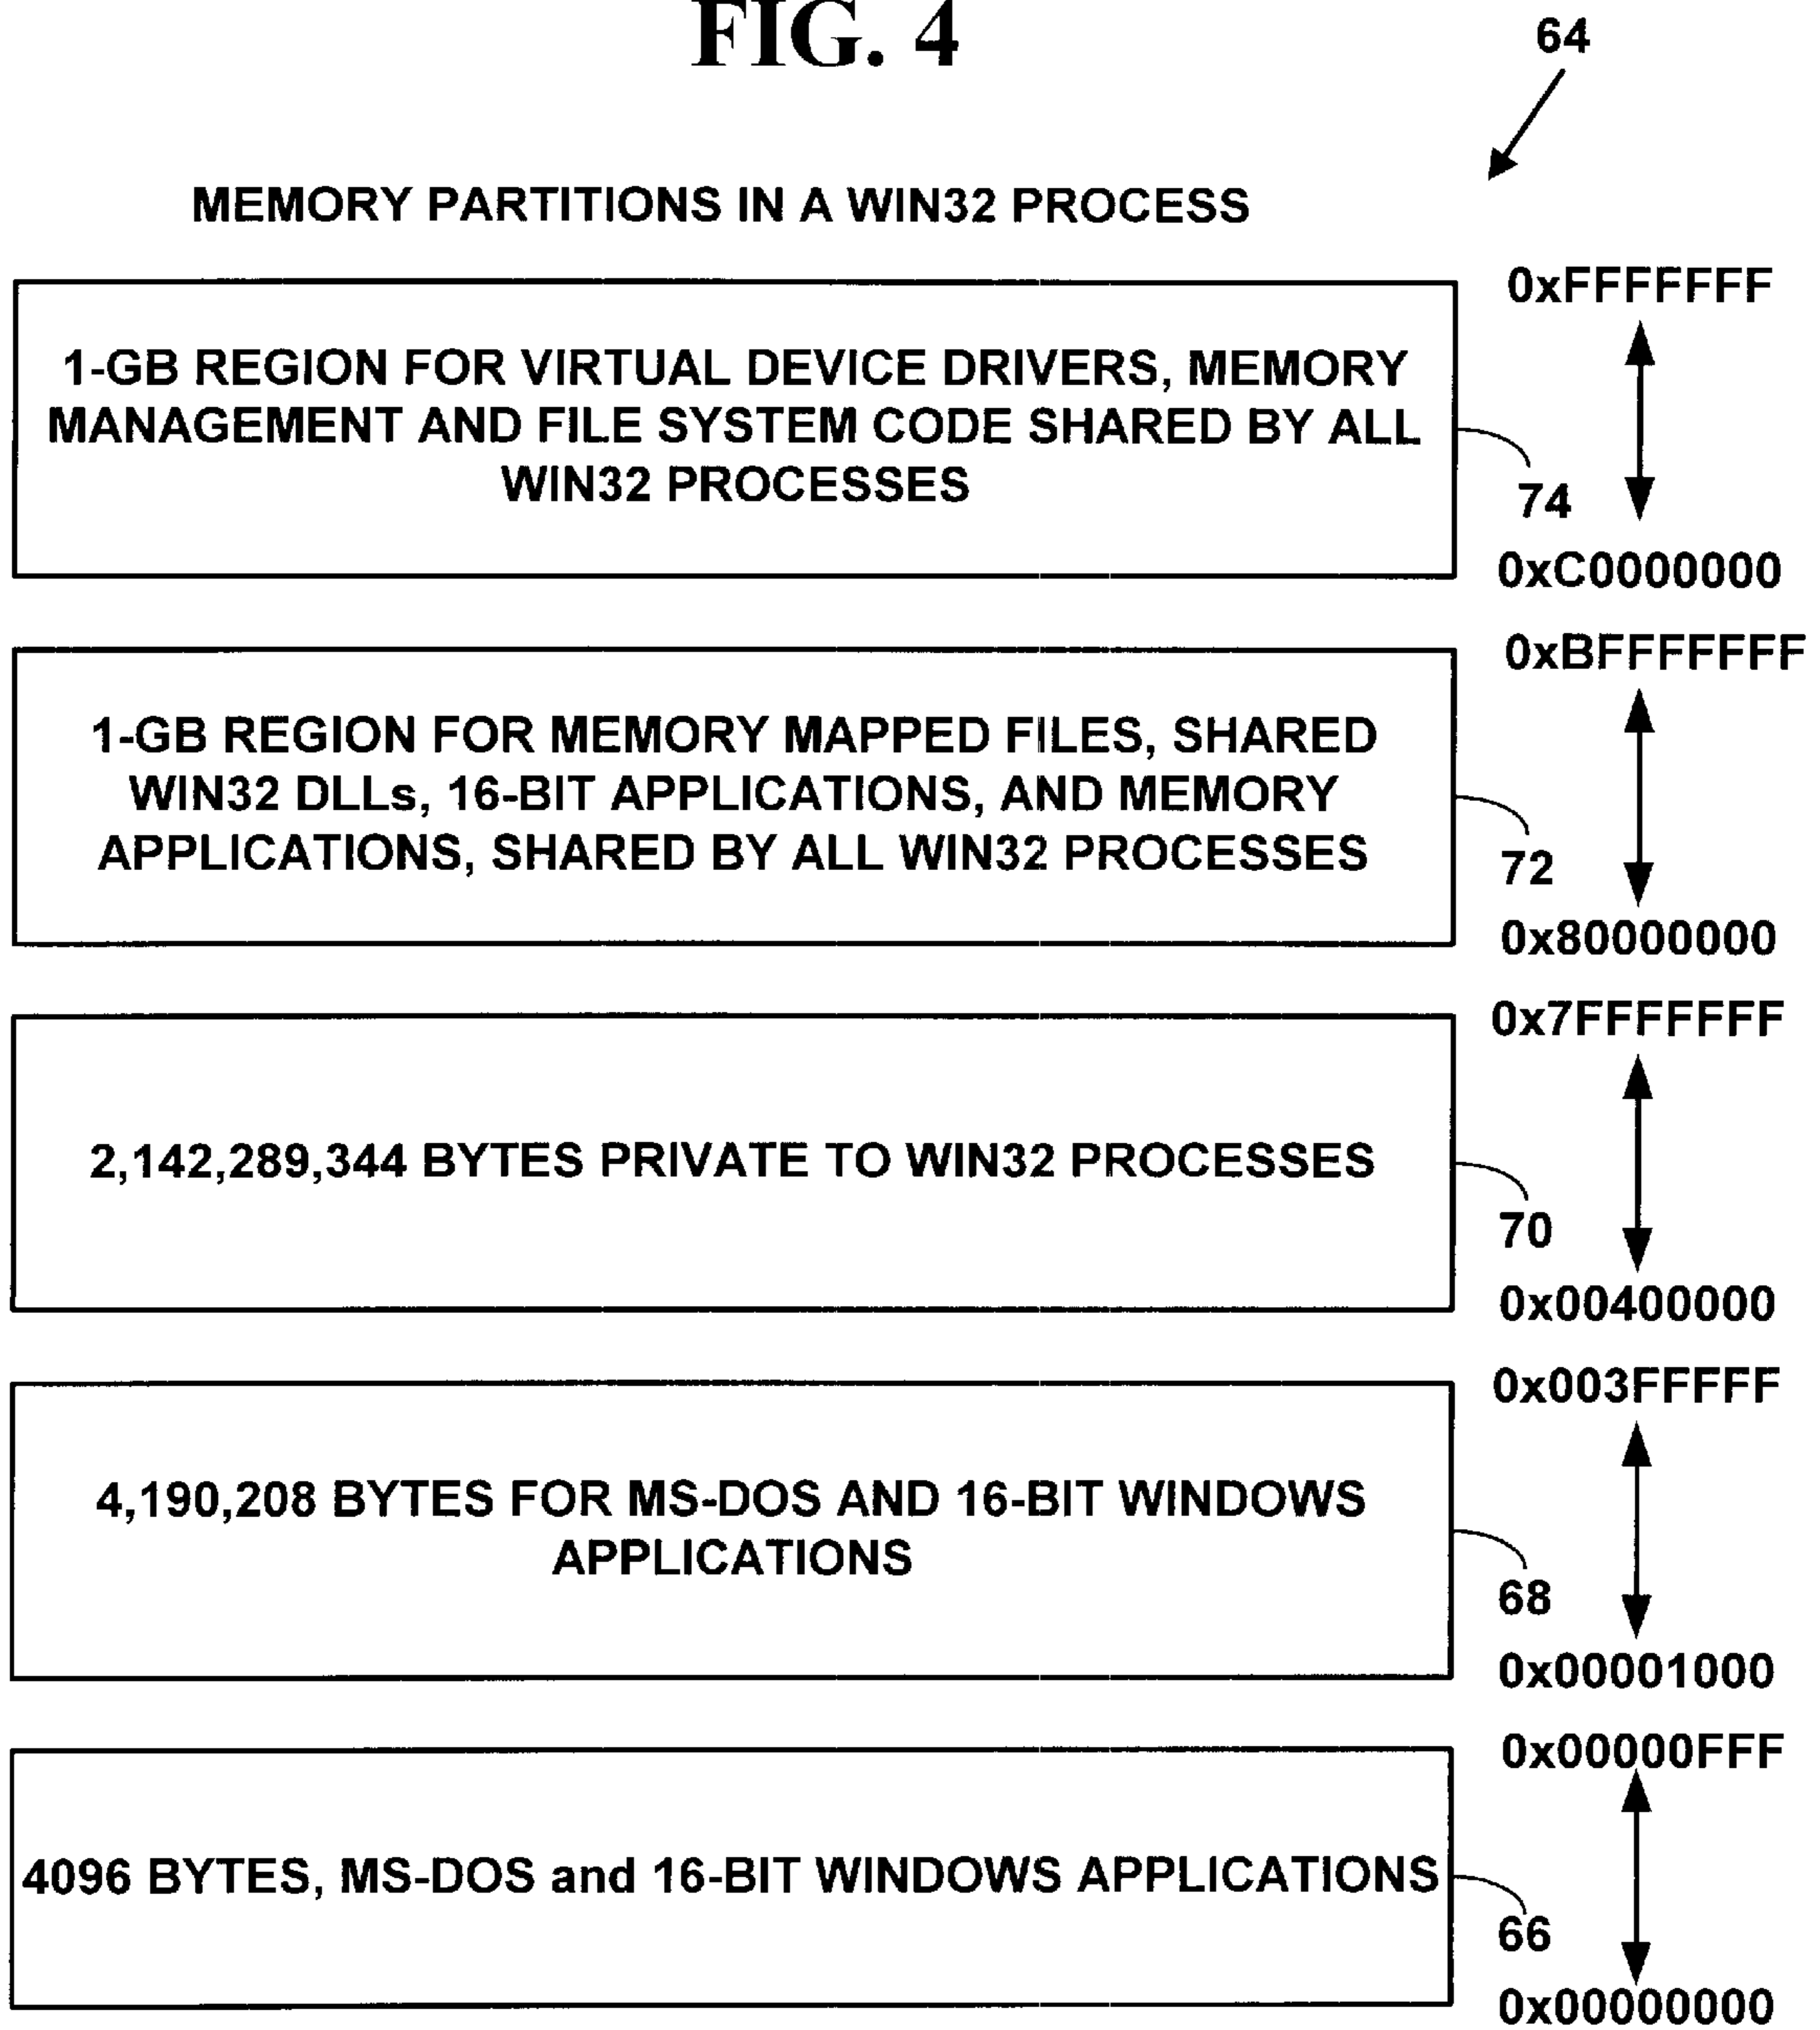 FIG. 4
64
MEMORY PARTITIONS IN A WIN32 PROCESS
0xFFFFFFF
1-GB REGION FOR VIRTUAL DEVICE DRIVERS, MEMORY
MANAGEMENT AND FILE SYSTEM CODE SHARED BY ALL
WIN32 PROCESSES
74
0xC0000000
0xBFFFFFFF
1-GB REGION FOR MEMORY MAPPED FILES, SHARED
WIN32 DLLs, 16-BIT APPLICATIONS, AND MEMORY
APPLICATIONS, SHARED BY ALL WIN32 PROCESSES
72
0x80000000
0x7FFFFFFF
2,142,289,344 BYTES PRIVATE TO WIN32 PROCESSES
70
0x00400000
0x003FFFFF
4,190,208 BYTES FOR MS-DOS AND 16-BIT WINDOWS
APPLICATIONS
68
0x00001000
0x00000FFF
4096 BYTES, MS-DOS and 16-BIT WINDOWS APPLICATIONS
66
0x00000000